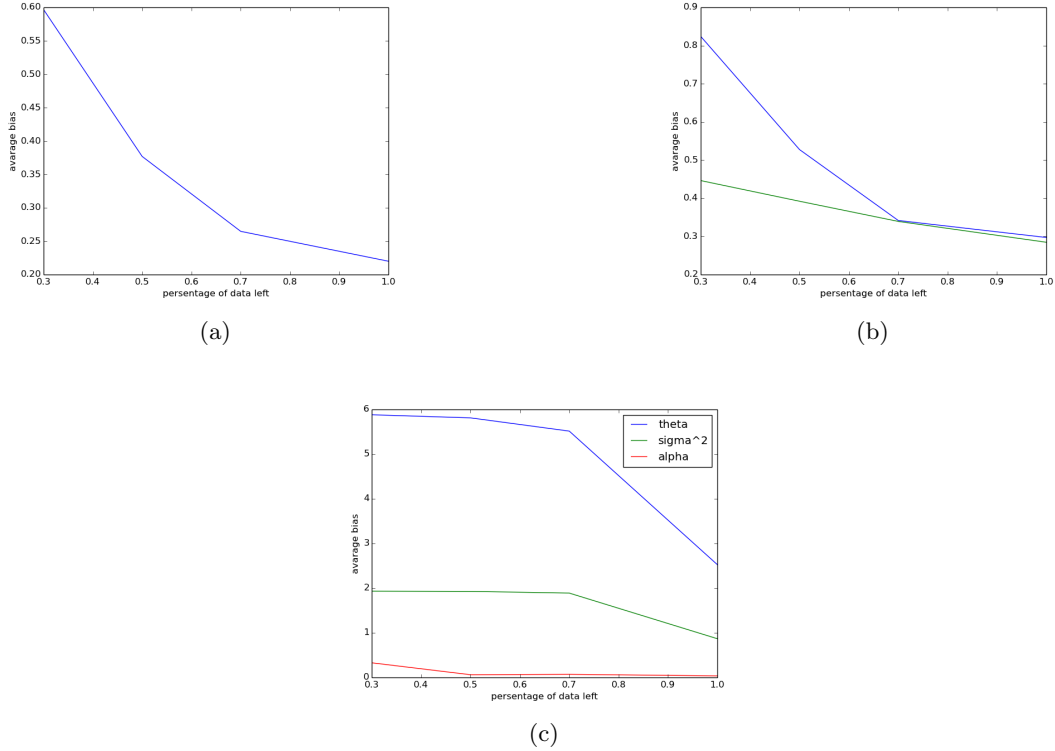 0.60
0.55
0.50
0.45
0.40
0.35
0.30
0.25
0.20
avarage bias
0.3 0.4 0.5 0.6 0.7 0.8 0.9 1.0
persentage of data left
(a)
0.9
0.8
0.7
0.6
0.5
0.4
0.3
0.2
avarage bias
0.3 0.4 0.5 0.6 0.7 0.8 0.9 1.0
persentage of data left
(b)
6
5
4
3
2
1
0
avarage bias
theta
sigma^2
alpha
0.3 0.4 0.5 0.6 0.7 0.8 0.9 1.0
persentage of data left
(c)